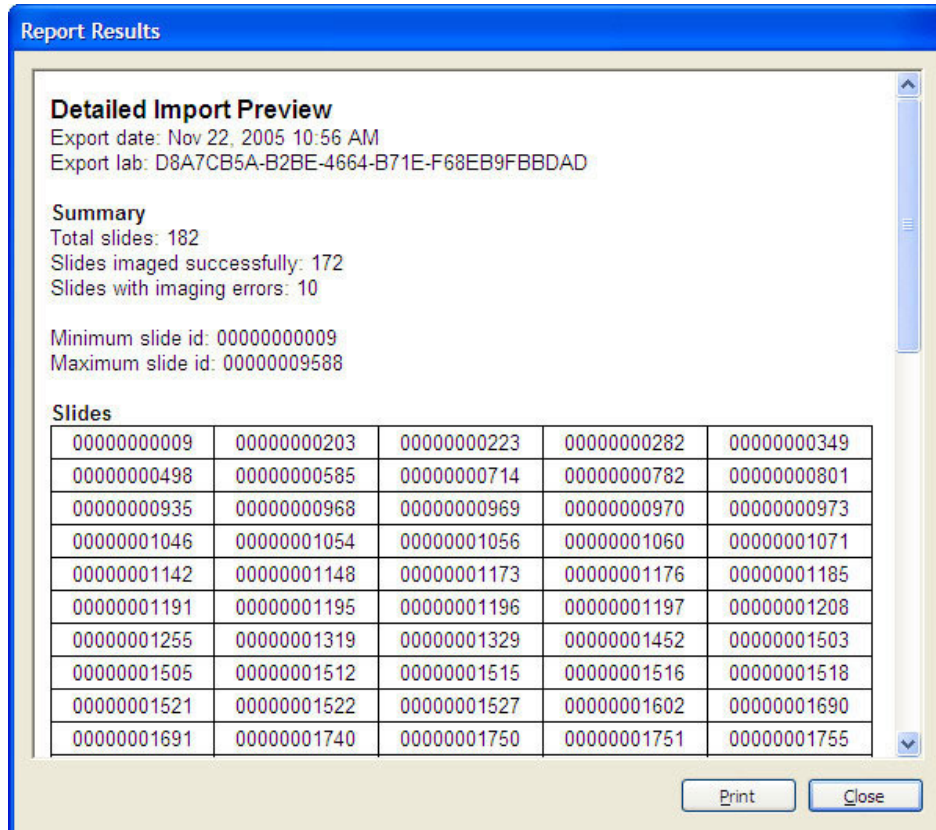 Report Results
Detailed Import Preview
Export date: Nov 22, 2005 10:56 AM
Export lab: D8A7CB5A-B2BE-4664-B71E-F68EB9FBBDAD
Summary
Total slides: 182
Slides imaged successfully: 172
Slides with imaging errors: 10
Minimum slide id: 00000000009
Maximum slide id: 00000009588
Slides
00000000009 00000000203 00000000223 00000000282 00000000349
00000000498 00000000585 00000000714 00000000782 00000000801
00000000935 00000000968 00000000969 00000000970 00000000973
00000001046 00000001054 00000001056 00000001060 00000001071
00000001142 00000001148 00000001173 00000001176 00000001185
00000001191 00000001195 00000001196 00000001197 00000001208
00000001255 00000001319 00000001329 00000001452 00000001503
00000001505 00000001512 00000001515 00000001516 00000001518
00000001521 00000001522 00000001527 00000001602 00000001690
00000001691 00000001740 00000001750 00000001751 00000001755
Print Close